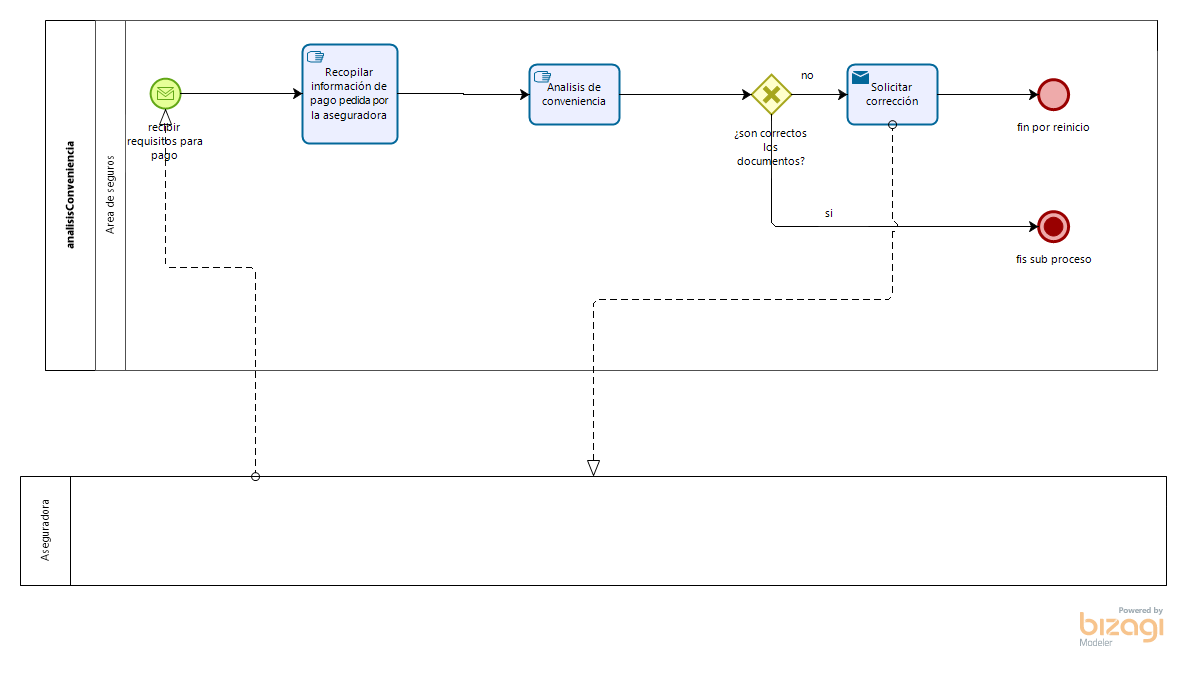 analisisConveniencia
Area de seguros
recibir
requisitos para
pago
Recopilar
información de
pago pedida por
la aseguradora
Analisis de
conveniencia
¿son correctos
los
documentos?
no
Solicitar
corrección
fin por reinicio
si
fis sub proceso
Aseguradora
Powered by
bizagi
Modeler